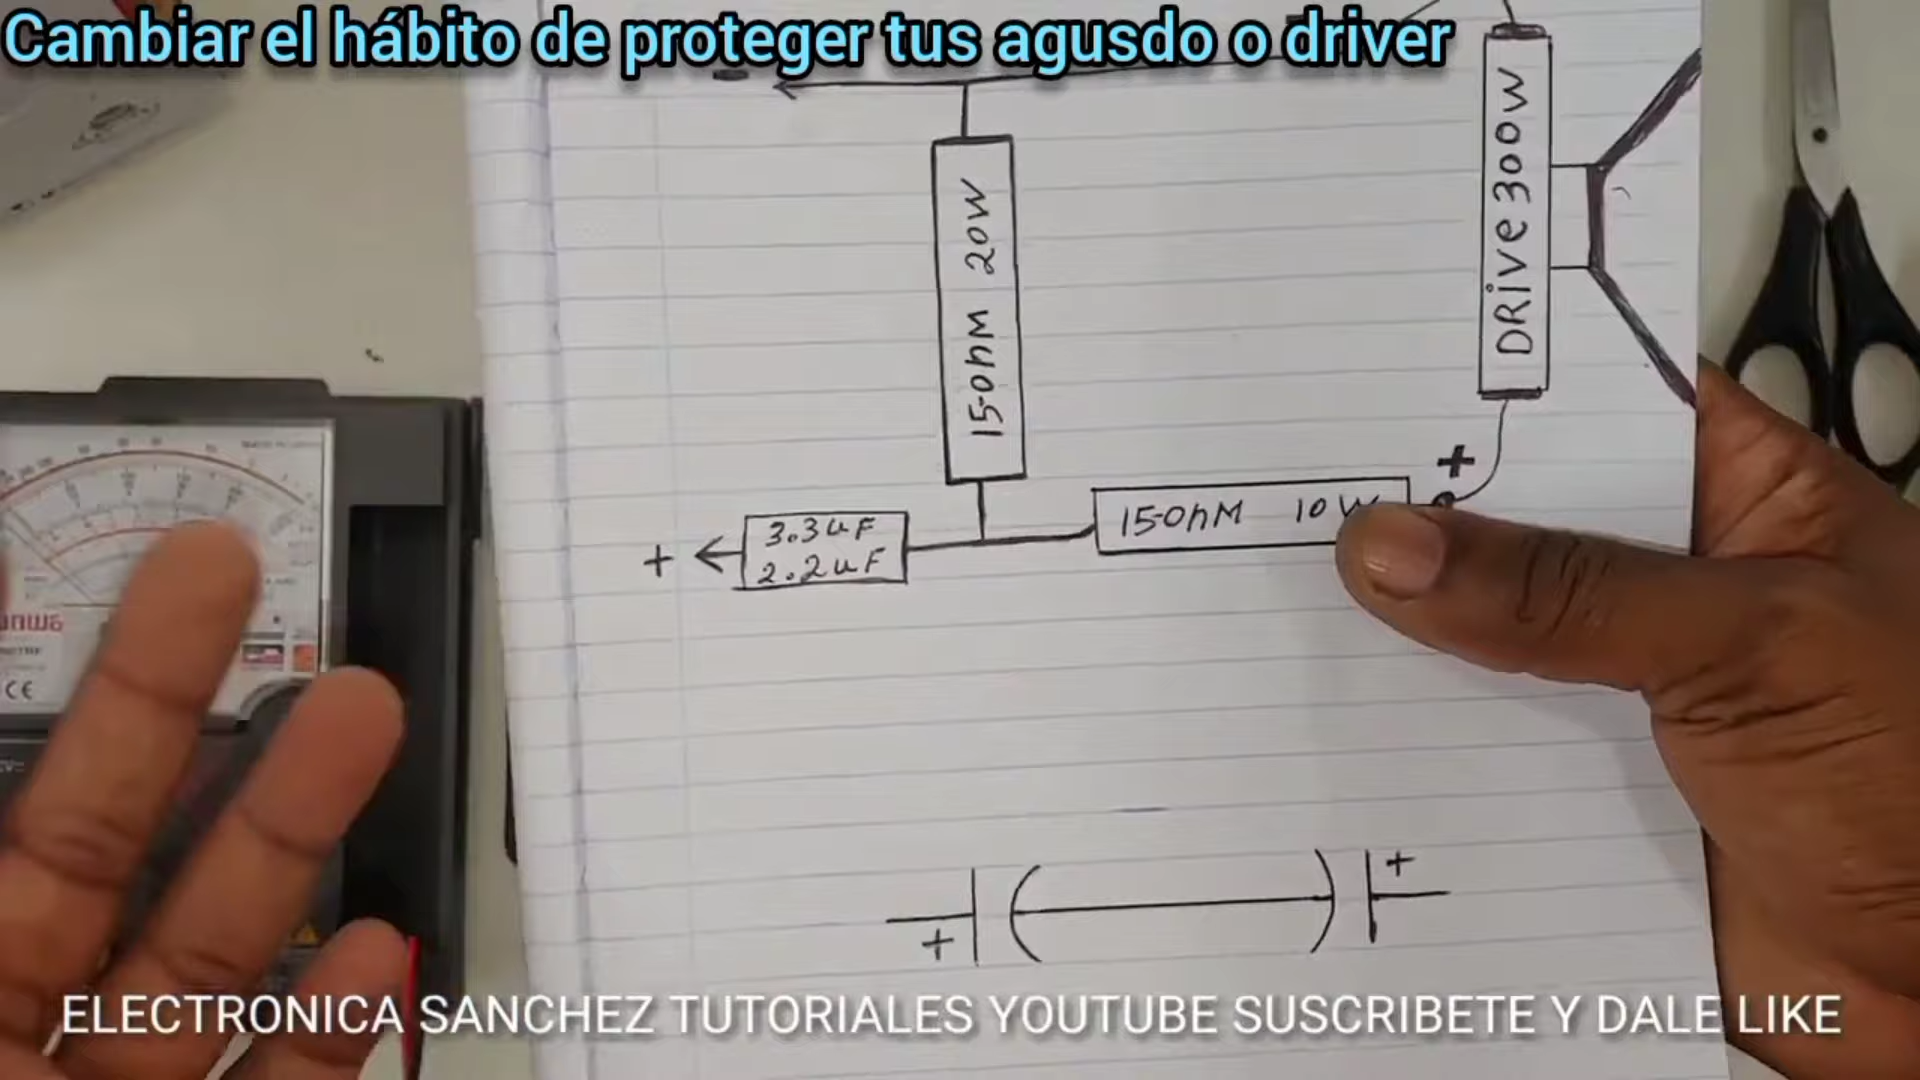 Cambiar el hábito de proteger tus agusdo o driver
-
15-OhM 20W
DRive 300W
+
+
3.3uF
2.2uF
15-OhM 10W
+
+
CE
ELECTRONICA SANCHEZ TUTORIALES YOUTUBE SUSCRIBETE Y DALE LIKE